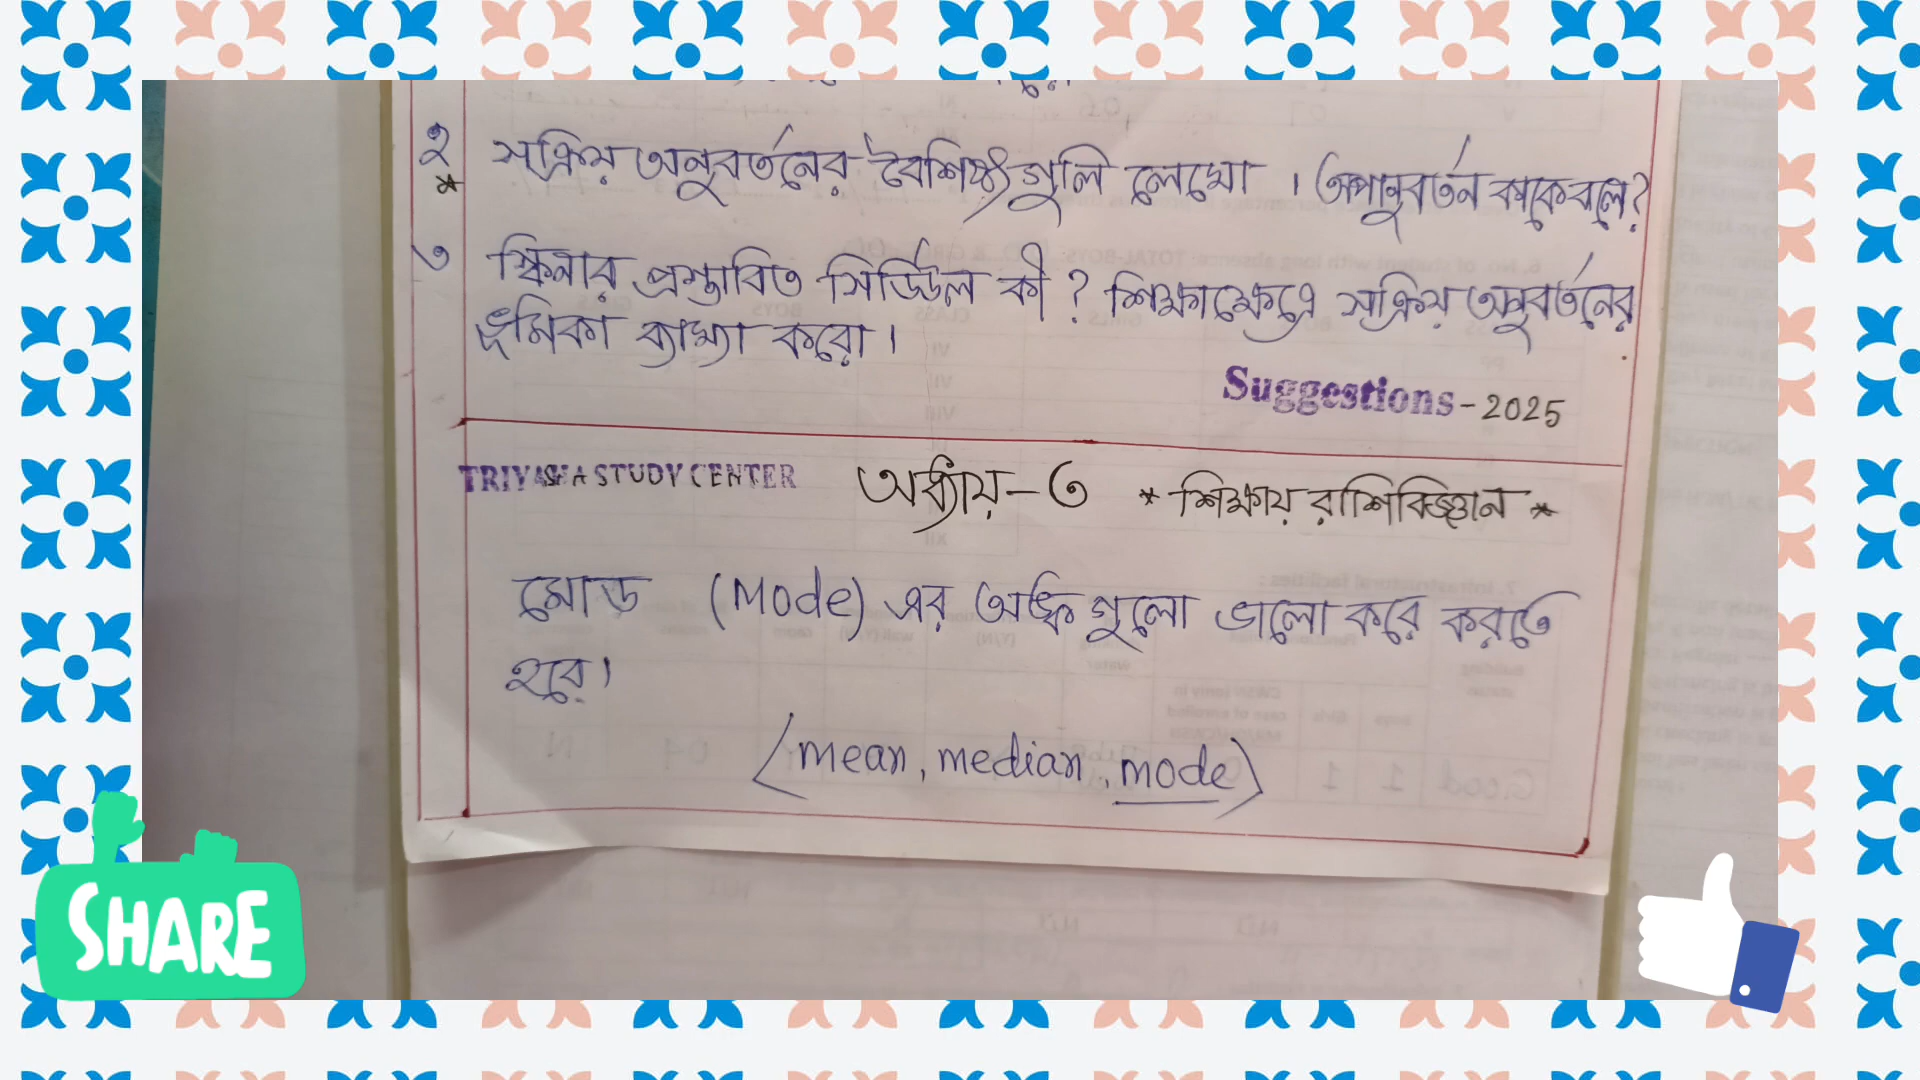 ২ সক্রিয় অনুবর্তনের বৈশিষ্ট্যগুলি লেখো । অপানুবর্তন কাকে বলে?
*
৩ স্কিনার প্রস্তাবিত সিডিউল কী ? শিক্ষাক্ষেত্রে সক্রিয় অনুবর্তনের
ভূমিকা ব্যাখ্যা করো ।
Suggestions - 2025
TRIYASHA STUDY CENTER অধ্যায় - ৩ * শিক্ষায় রাশিবিজ্ঞান *
মোড (Mode) এর অঙ্ক গুলো ভালো করে করতে
হবে।
(mean, median, mode)
SHARE